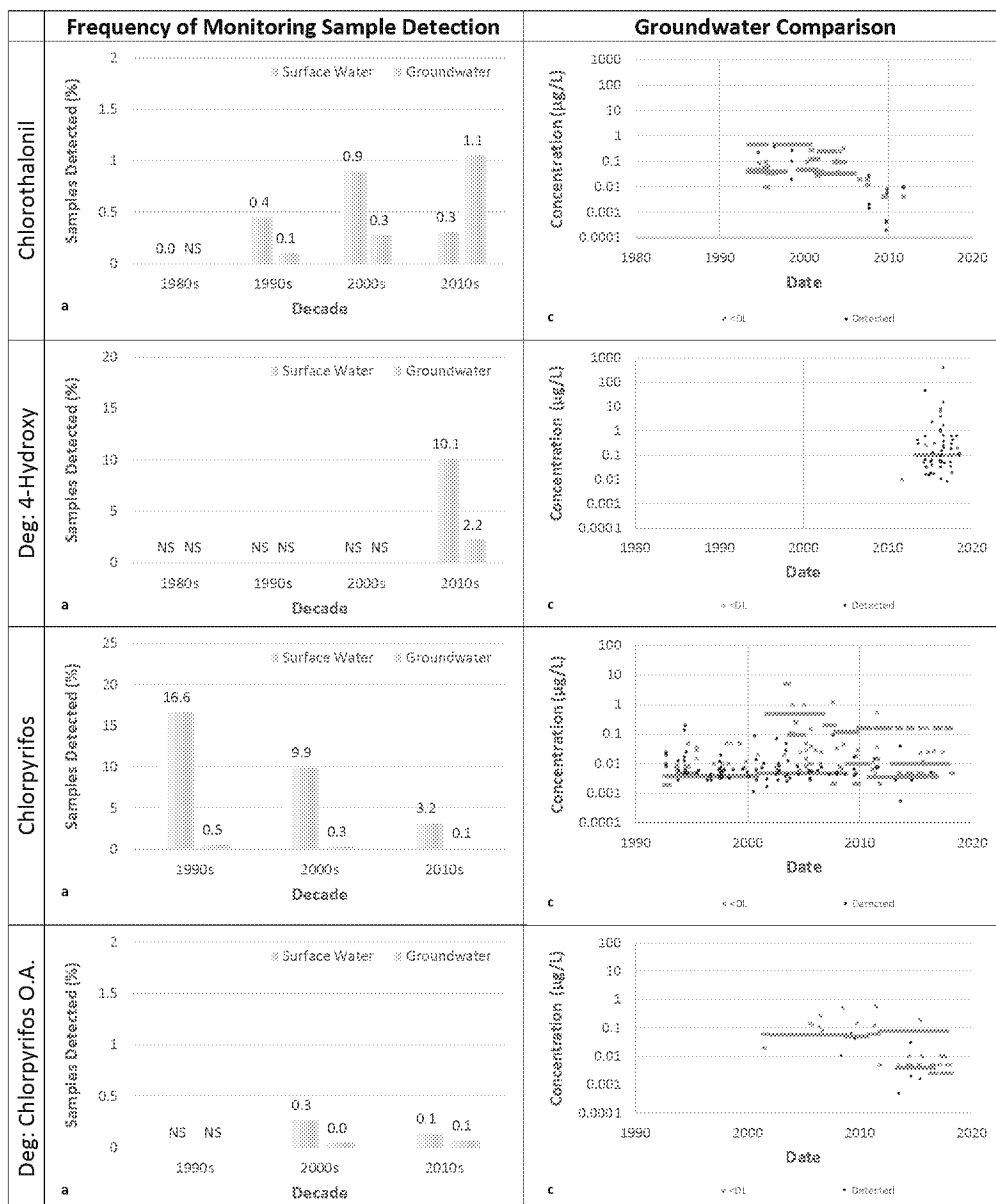 Frequency of Monitoring Sample Detection
Groundwater Comparison
Chlorothalonil
Samples Detected (%)
2
1.5
1
0.5
0
Surface Water Groundwater
0.0 NS
0.4 0.1
0.9 0.3
0.3 1.1
1980s 1990s 2000s 2010s
Decade
a
Concentration (µg/L)
1000
100
10
1
0.1
0.01
0.001
0.0001
1980 1990 2000 2010 2020
Date
c
<DL Detected
Deg: 4-Hydroxy
Samples Detected (%)
20
15
10
5
0
Surface Water Groundwater
NS NS
NS NS
NS NS
10.1 2.2
1980s 1990s 2000s 2010s
Decade
a
Concentration (µg/L)
1000
100
10
1
0.1
0.01
0.001
0.0001
1980 1990 2000 2010 2020
Date
c
<DL Detected
Chlorpyrifos
Samples Detected (%)
25
20
15
10
5
0
Surface Water Groundwater
16.6 0.5
9.9 0.3
3.2 0.1
1990s 2000s 2010s
Decade
a
Concentration (µg/L)
100
10
1
0.1
0.01
0.001
0.0001
1990 2000 2010 2020
Date
c
<DL Detected
Deg: Chlorpyrifos O.A.
Samples Detected (%)
2
1.5
1
0.5
0
Surface Water Groundwater
NS NS
0.3 0.0
0.1 0.1
1990s 2000s 2010s
Decade
a
Concentration (µg/L)
100
10
1
0.1
0.01
0.001
0.0001
1990 2000 2010 2020
Date
c
<DL Detected